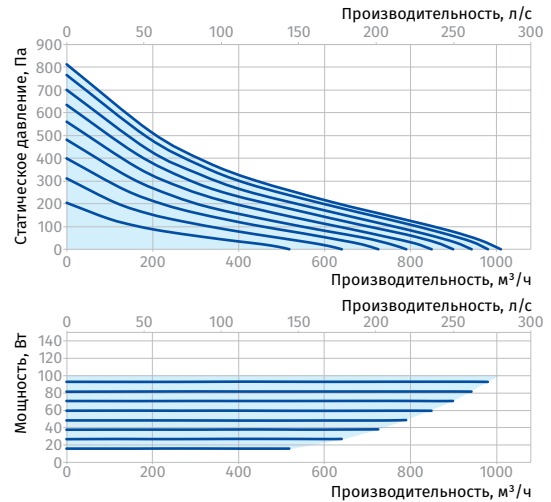 Производительность, л/с
0 50 100 150 200 250 300
Статическое давление, Па
900
800
700
600
500
400
300
200
100
0
0 200 400 600 800 1000
Производительность, м³/ч
Производительность, л/с
0 50 100 150 200 250 300
Мощность, Вт
140
120
100
80
60
40
20
0
0 200 400 600 800 1000
Производительность, м³/ч